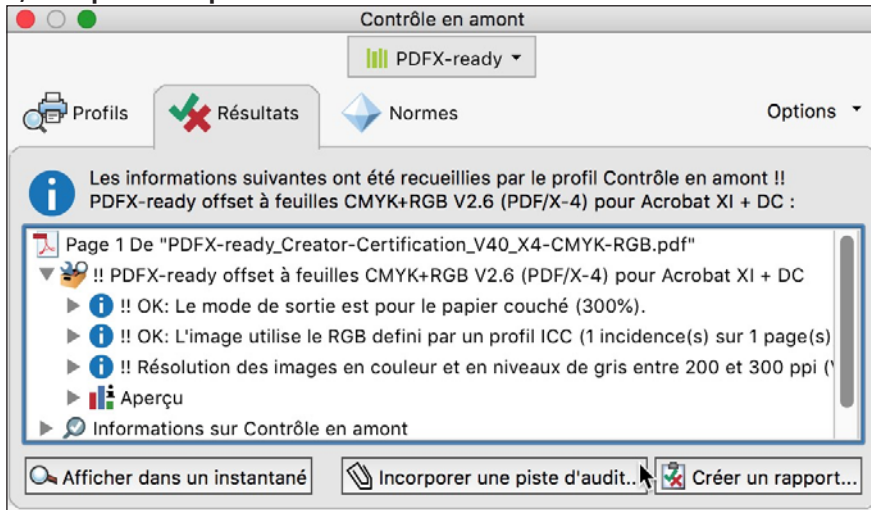 Contrôle en amont
PDFX-ready
Profils
Résultats
Normes
Options
Les informations suivantes ont été recueillies par le profil Contrôle en amont !!
PDFX-ready offset à feuilles CMYK+RGB V2.6 (PDF/X-4) pour Acrobat XI + DC :
Page 1 De "PDFX-ready_Creator-Certification_V40_X4-CMYK-RGB.pdf"
!! PDFX-ready offset à feuilles CMYK+RGB V2.6 (PDF/X-4) pour Acrobat XI + DC
!! OK: Le mode de sortie est pour le papier couché (300%).
!! OK: L'image utilise le RGB defini par un profil ICC (1 incidence(s) sur 1 page(s)
!! Résolution des images en couleur et en niveaux de gris entre 200 et 300 ppi (
Aperçu
Informations sur Contrôle en amont
Afficher dans un instantané
Incorporer une piste d'audit...
Créer un rapport...